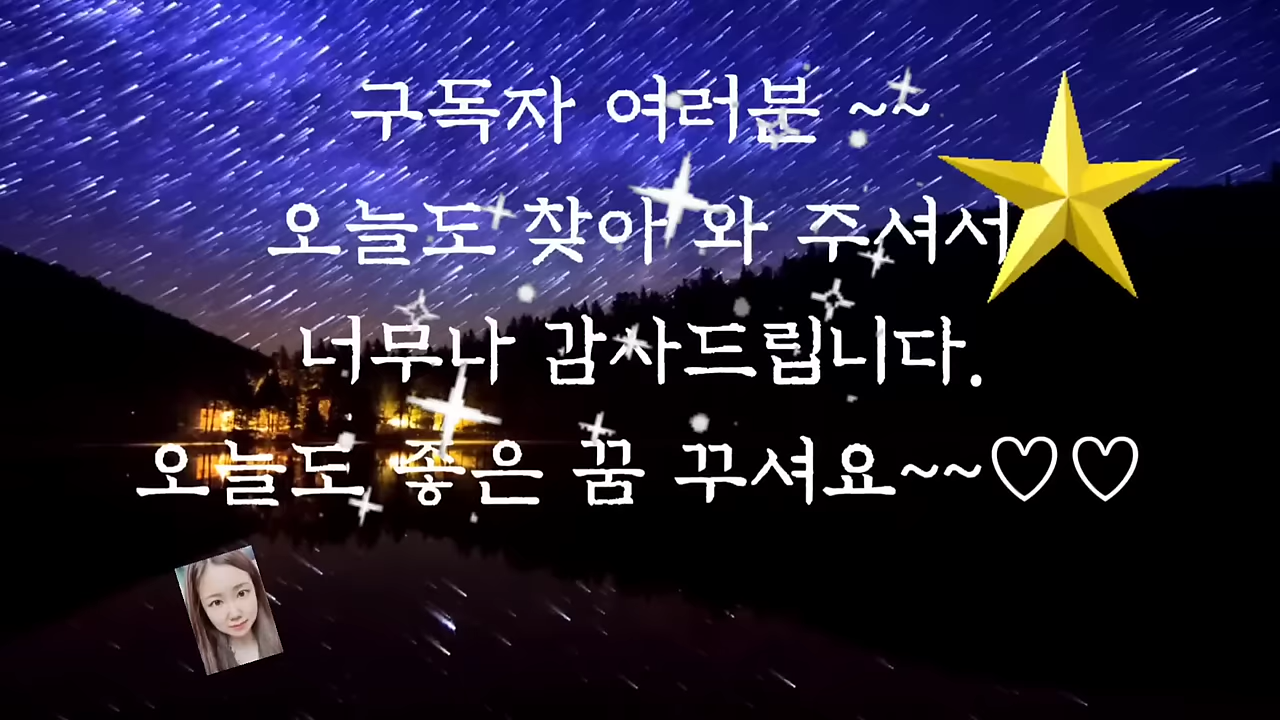 구독자 여러분 ~~
오늘도 찾아 와 주셔서
너무나 감사드립니다.
오늘도 좋은 꿈 꾸셔요~~♡♡